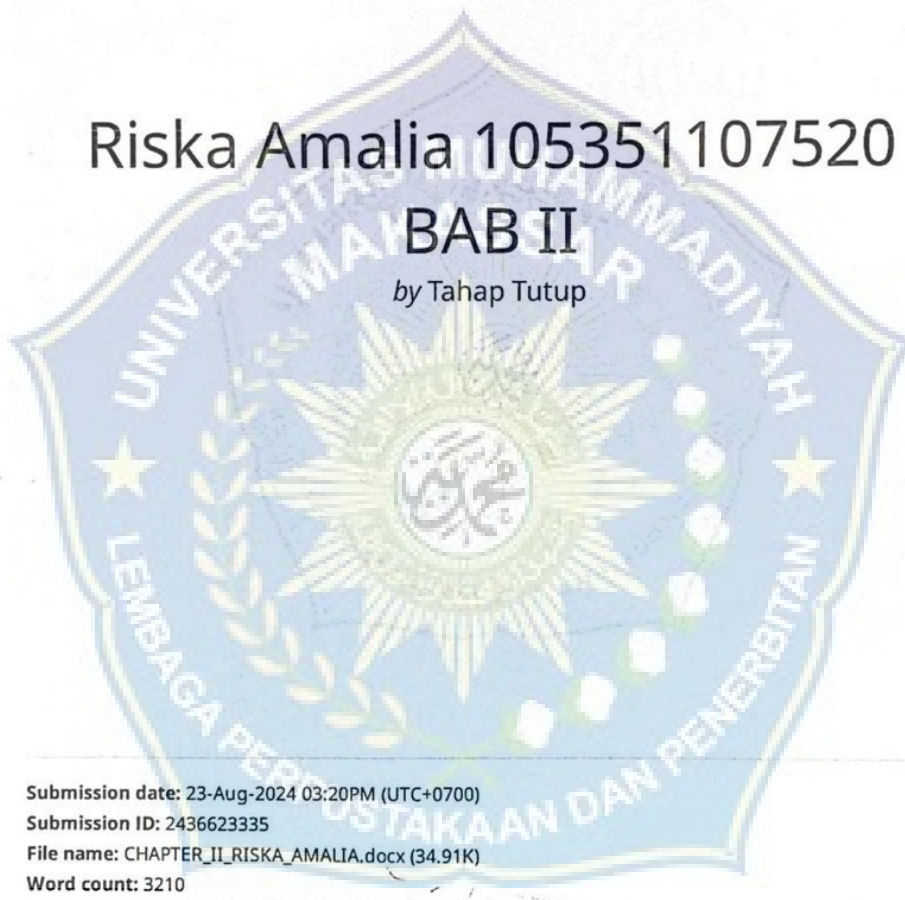 Riska Amalia 105351107520
BAB II
by Tahap Tutup
UNIVERSITAS MUHAMMADIYAH
MAKASSAR
محمدية
LEMBAGA PERPUSTAKAAN DAN PENERBITAN
Submission date: 23-Aug-2024 03:20PM (UTC+0700)
Submission ID: 2436623335
File name: CHAPTER_II_RISKA_AMALIA.docx (34.91K)
Word count: 3210